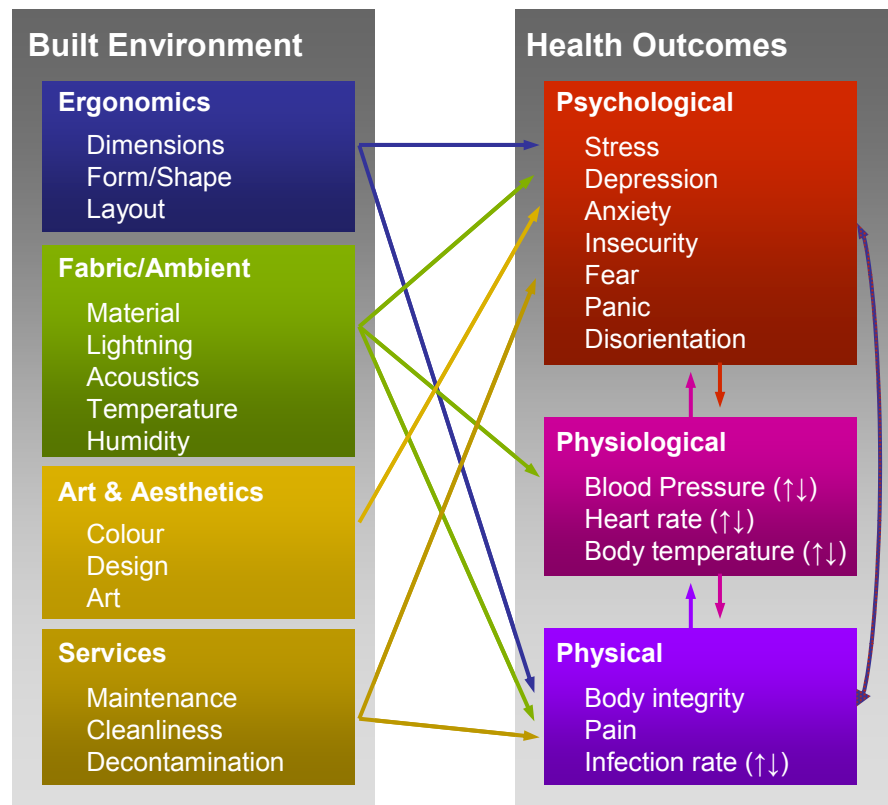 Built Environment
Ergonomics
Dimensions
Form/Shape
Layout
Fabric/Ambient
Material
Lightning
Acoustics
Temperature
Humidity
Art & Aesthetics
Colour
Design
Art
Services
Maintenance
Cleanliness
Decontamination
Health Outcomes
Psychological
Stress
Depression
Anxiety
Insecurity
Fear
Panic
Disorientation
Physiological
Blood Pressure (↑↓)
Heart rate (↑↓)
Body temperature (↑↓)
Physical
Body integrity
Pain
Infection rate (↑↓)